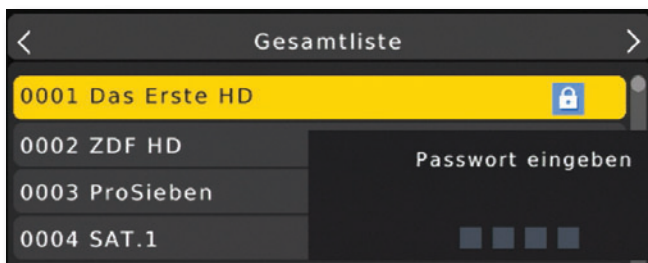 Gesamtliste
0001 Das Erste HD
0002 ZDF HD
Passwort eingeben
0003 ProSieben
0004 SAT.1